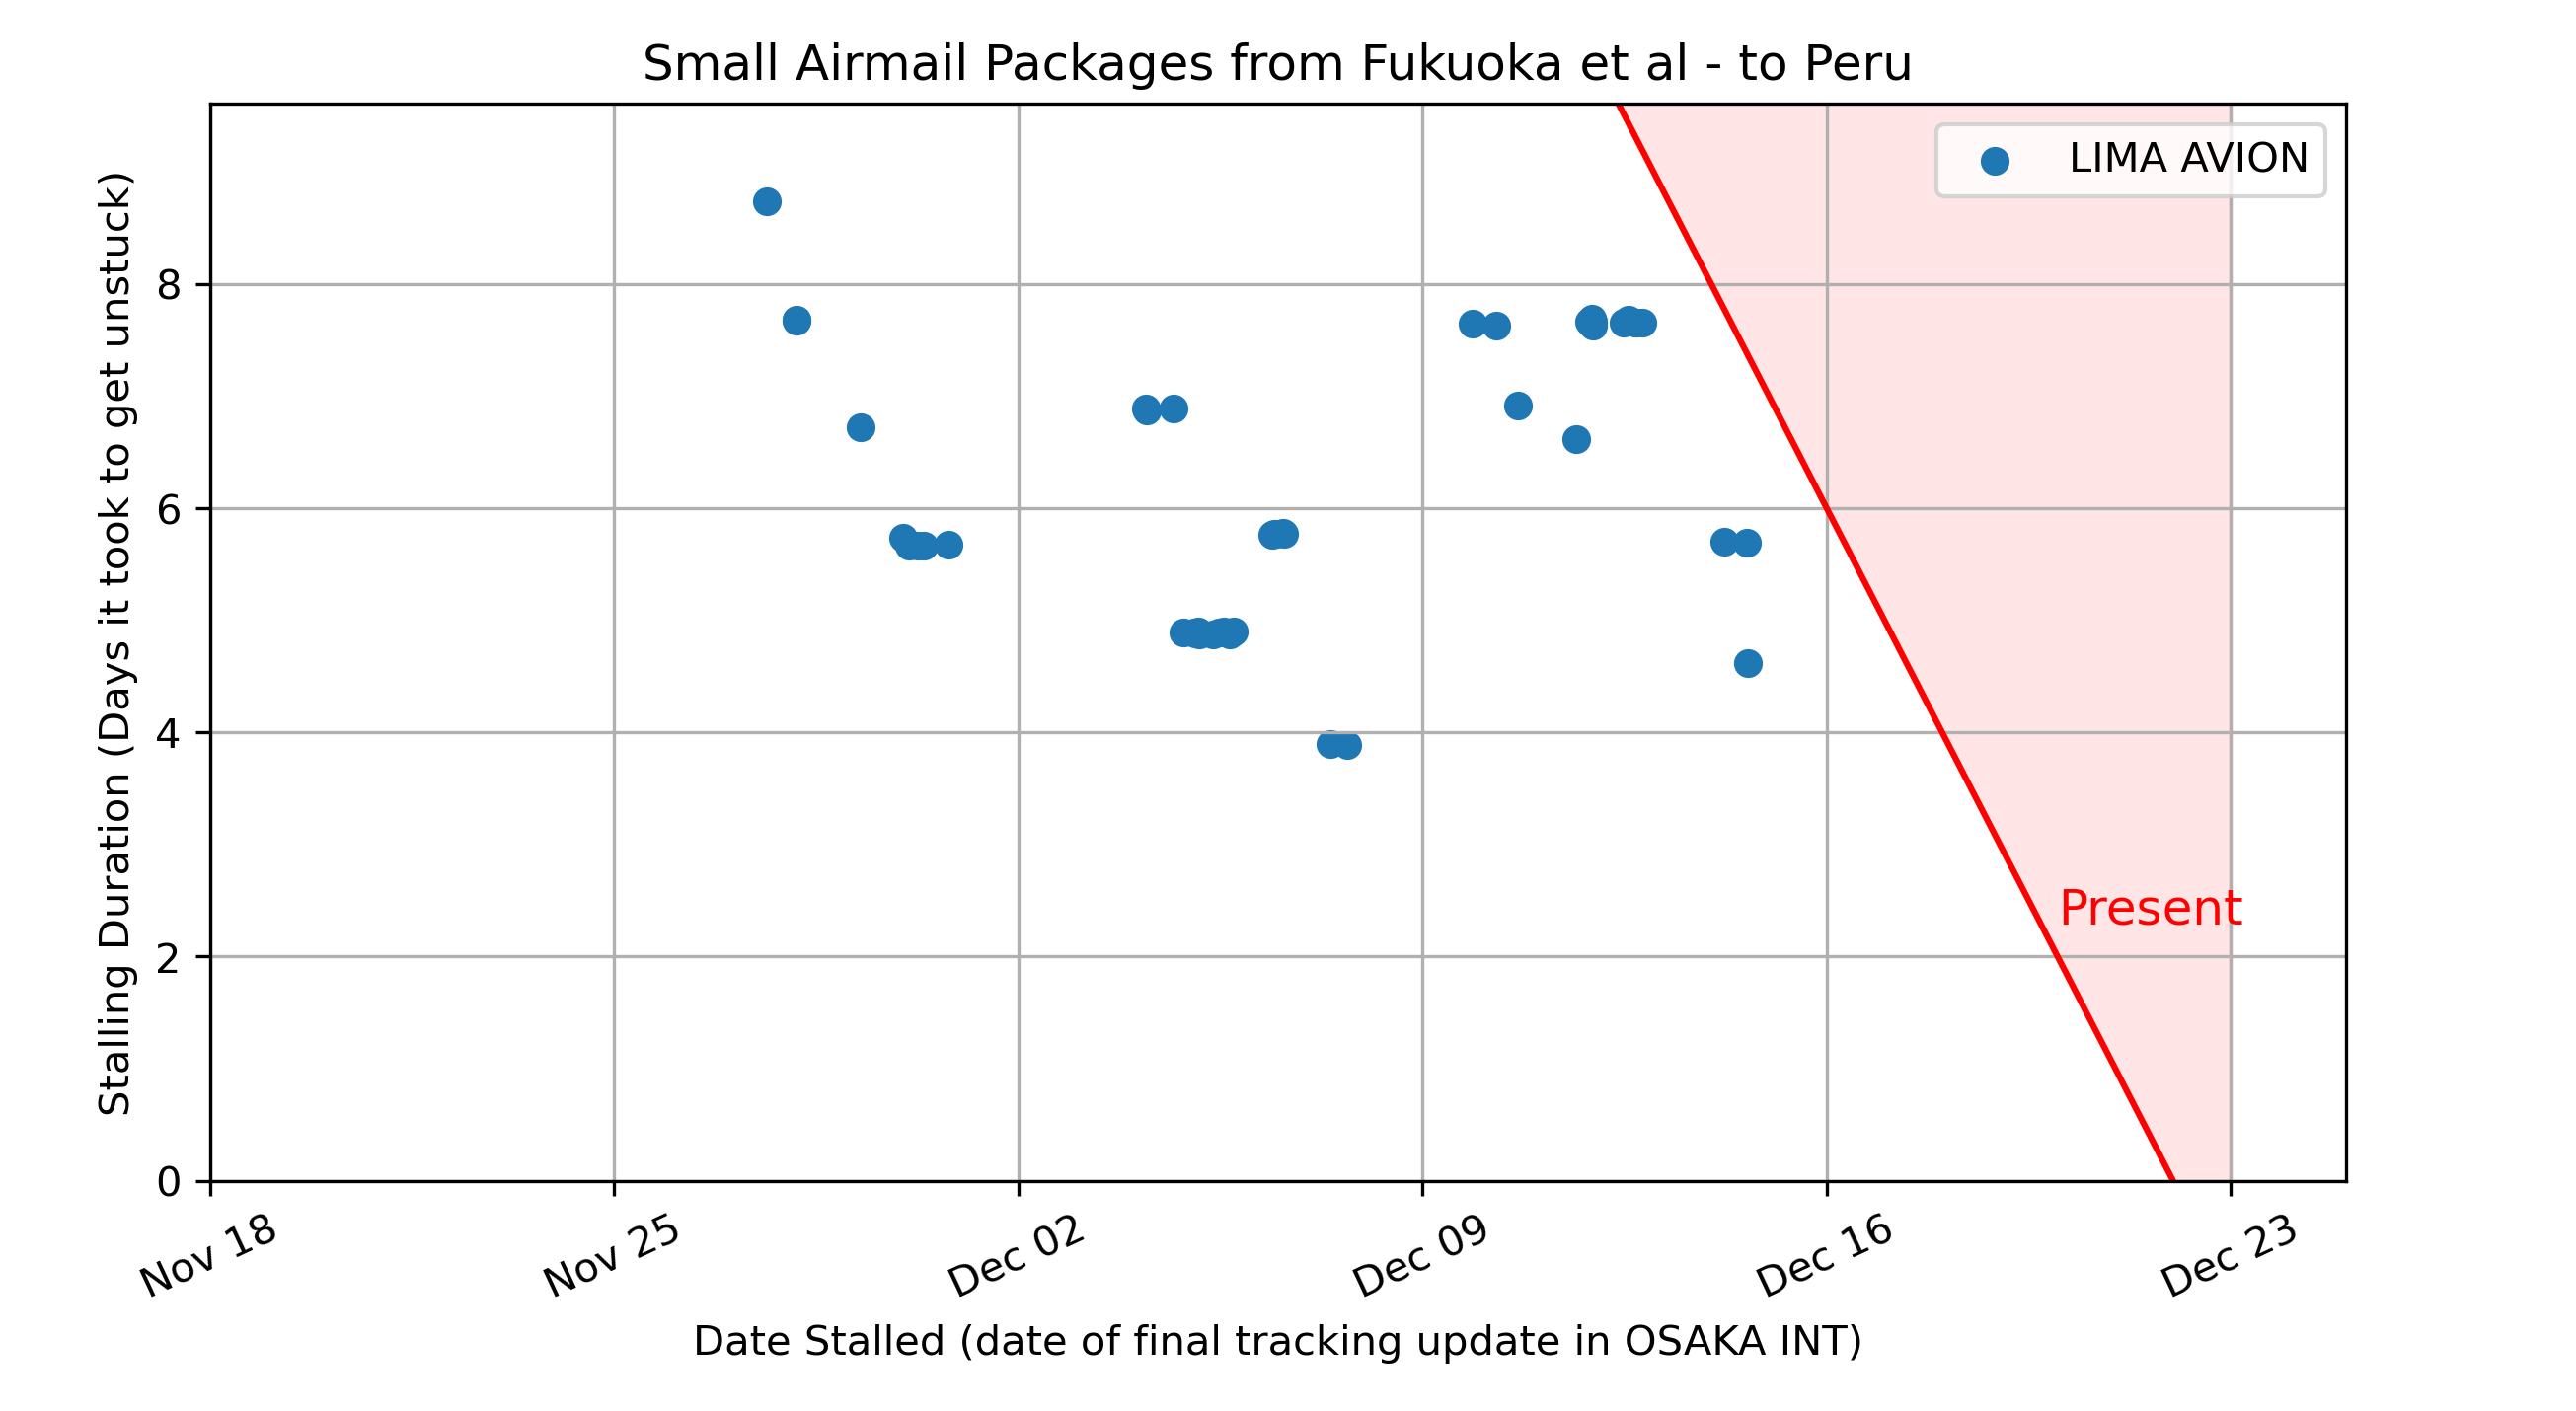 Small Airmail Packages from Fukuoka et al - to Peru
LIMA AVION
Stalling Duration (Days it took to get unstuck)
8
6
4
2
0
Present
Nov 18
Nov 25
Dec 02
Dec 09
Dec 16
Dec 23
Date Stalled (date of final tracking update in OSAKA INT)